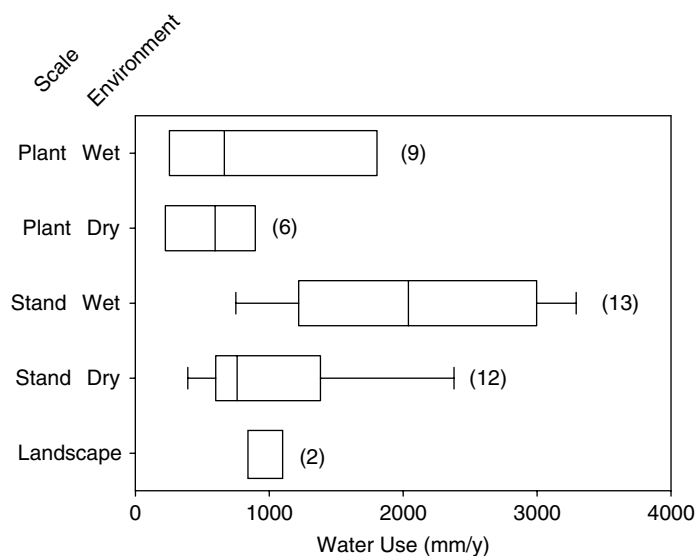 Scale
Environment
Plant Wet (9)
Plant Dry (6)
Stand Wet (13)
Stand Dry (12)
Landscape (2)
0 1000 2000 3000 4000
Water Use (mm/y)